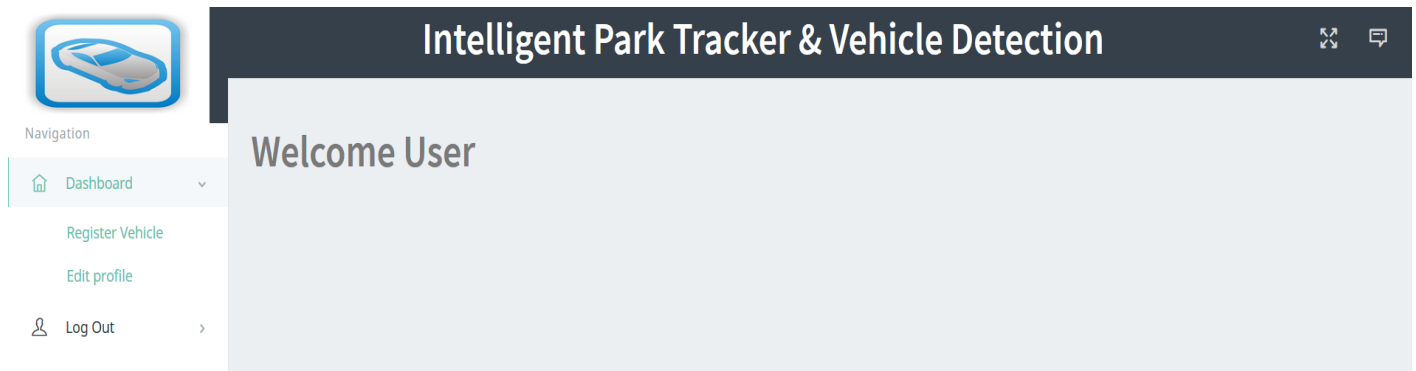 Intelligent Park Tracker & Vehicle Detection
Navigation
Welcome User
Dashboard
Register Vehicle
Edit profile
Log Out